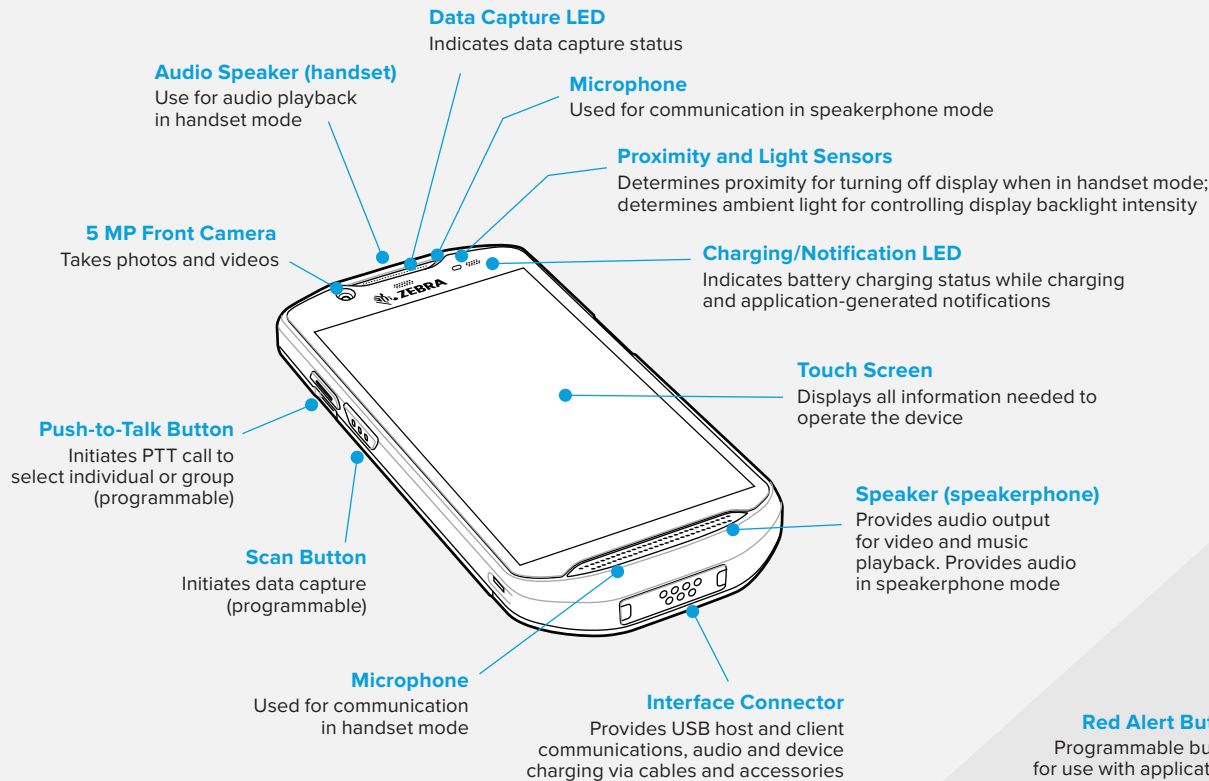 Data Capture LED
Indicates data capture status
Audio Speaker (handset)
Use for audio playback
in handset mode
Microphone
Used for communication in speakerphone mode
Proximity and Light Sensors
Determines proximity for turning off display when in handset mode;
determines ambient light for controlling display backlight intensity
5 MP Front Camera
Takes photos and videos
Charging/Notification LED
Indicates battery charging status while charging
and application-generated notifications
ZEBRA
Touch Screen
Displays all information needed to
operate the device
Push-to-Talk Button
Initiates PTT call to
select individual or group
(programmable)
Speaker (speakerphone)
Provides audio output
for video and music
playback. Provides audio
in speakerphone mode
Scan Button
Initiates data capture
(programmable)
Microphone
Used for communication
in handset mode
Interface Connector
Provides USB host and client
communications, audio and device
charging via cables and accessories
Red Alert But
Programmable bu
for use with applicat